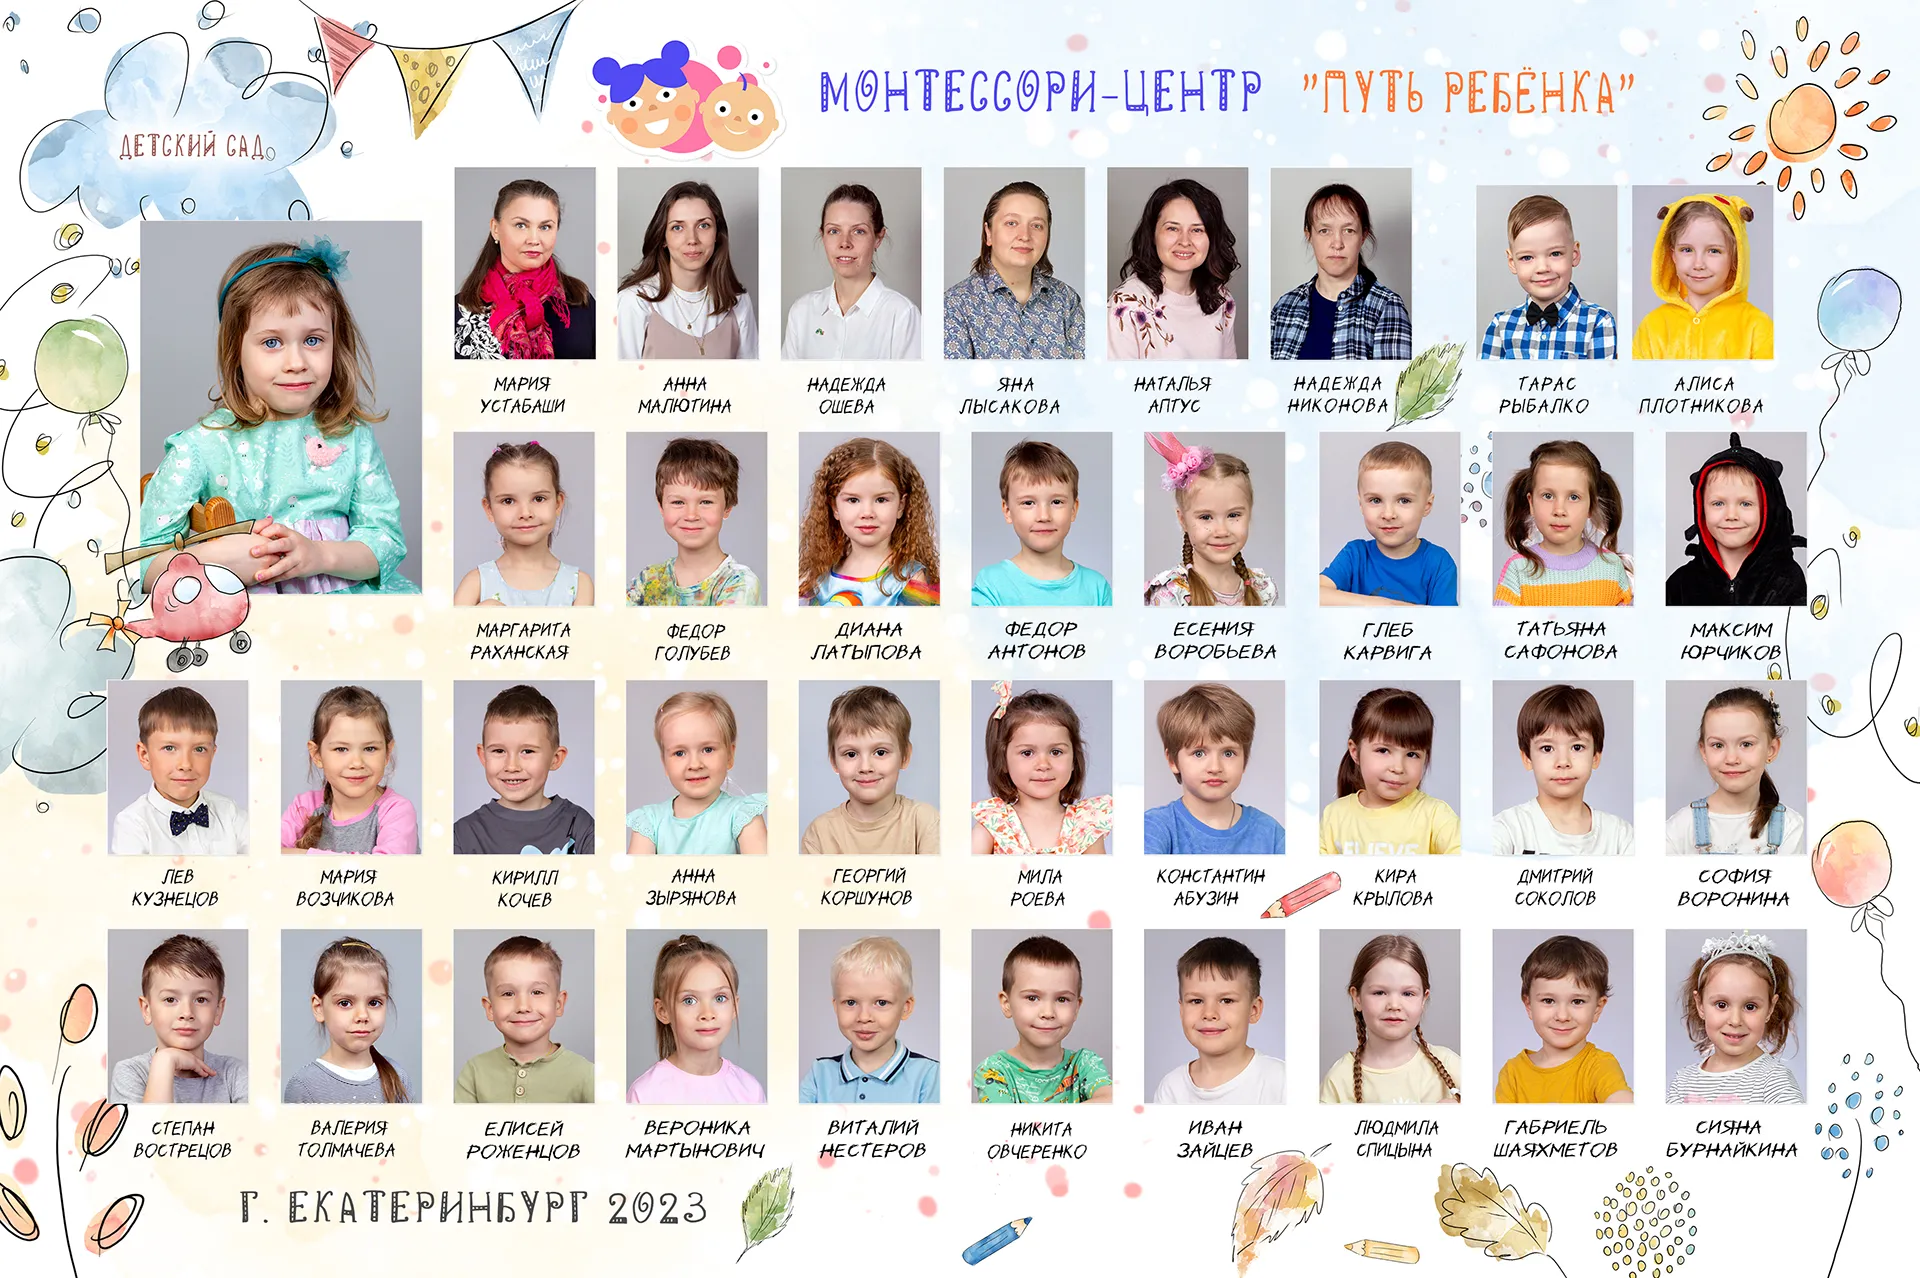 ДЕТСКИЙ САД
МОНТЕССОРИ-ЦЕНТР "ПУТЬ РЕБЁНКА"
МАРИЯ
УСТАБАШИ
АННА
МАЛЮТИНА
НАДЕЖДА
ОШЕВА
ЯНА
ЛЫСАКОВА
НАТАЛЬЯ
АПТУС
НАДЕЖДА
НИКОНОВА
ТАРАС
РЫБАЛКО
АЛИСА
ПЛОТНИКОВА
МАРГАРИТА
РАХАНСКАЯ
ФЕДОР
ГОЛУБЕВ
ДИАНА
ЛАТЫПОВА
ФЕДОР
АНТОНОВ
ЕСЕНИЯ
ВОРОБЬЕВА
ГЛЕБ
КАРВИГА
ТАТЬЯНА
САФОНОВА
МАКСИМ
ЮРЧИКОВ
ЛЕВ
КУЗНЕЦОВ
МАРИЯ
ВОЗЧИКОВА
КИРИЛЛ
КОЧЕВ
АННА
ЗЫРЯНОВА
ГЕОРГИЙ
КОРШУНОВ
МИЛА
РОЕВА
КОНСТАНТИН
АБУЗИН
КИРА
КРЫЛОВА
ДМИТРИЙ
СОКОЛОВ
СОФИЯ
ВОРОНИНА
СТЕПАН
ВОСТРЕЦОВ
ВАЛЕРИЯ
ТОЛМАЧЕВА
ЕЛИСЕЙ
РОЖЕНЦОВ
ВЕРОНИКА
МАРТЫНОВИЧ
ВИТАЛИЙ
НЕСТЕРОВ
НИКИТА
ОВЧЕРЕНКО
ИВАН
ЗАЙЦЕВ
ЛЮДМИЛА
СПИЦЫНА
ГАБРИЕЛЬ
ШАЯХМЕТОВ
СИЯНА
БУРНАЙКИНА
Г. ЕКАТЕРИНБУРГ 2023